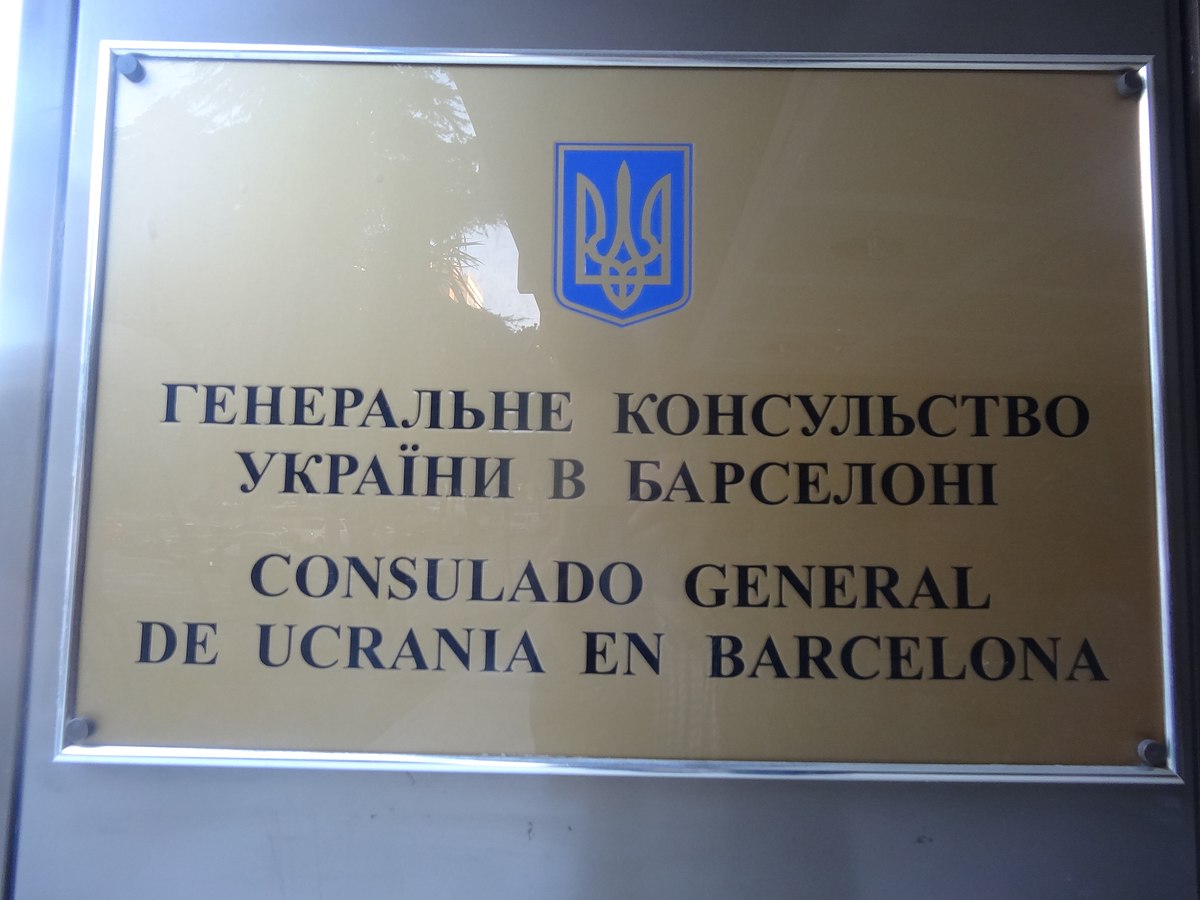 ГЕНЕРАЛЬНЕ КОНСУЛЬСТВО
УКРАЇНИ В БАРСЕЛОНІ
CONSULADO GENERAL
DE UCRANIA EN BARCELONA